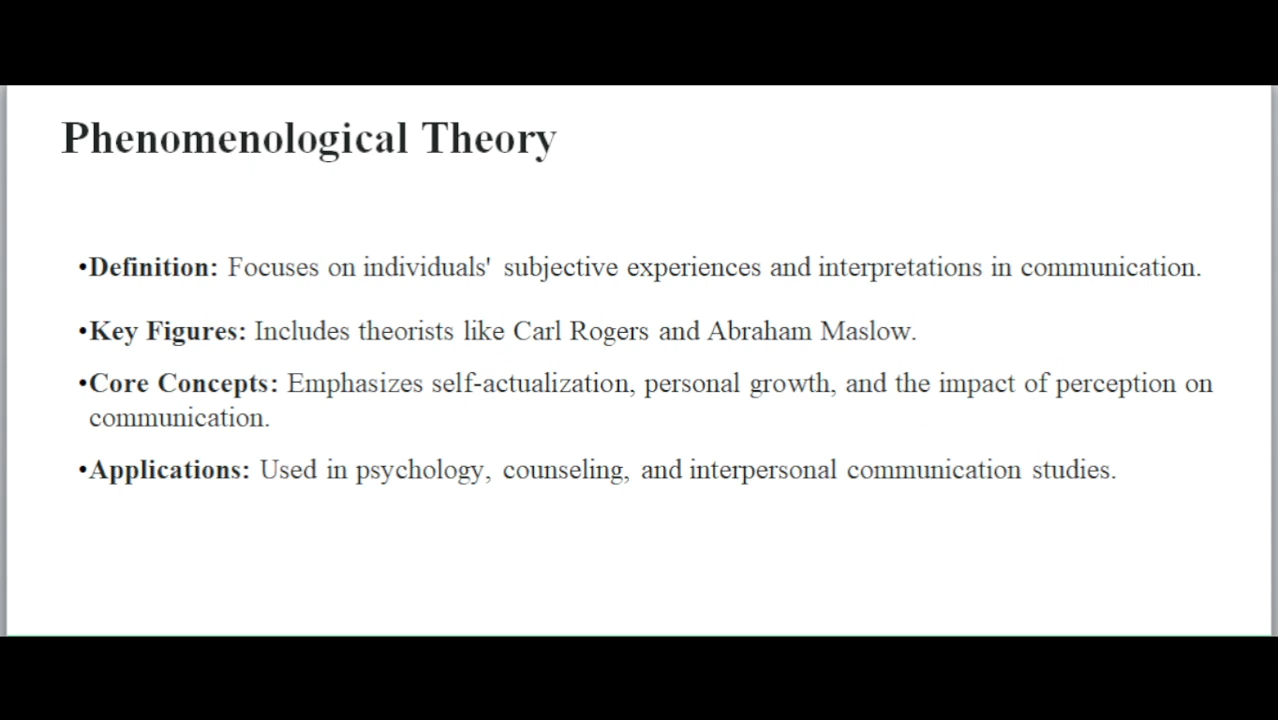 Phenomenological Theory
•Definition: Focuses on individuals' subjective experiences and interpretations in communication.
•Key Figures: Includes theorists like Carl Rogers and Abraham Maslow.
•Core Concepts: Emphasizes self-actualization, personal growth, and the impact of perception on
communication.
•Applications: Used in psychology, counseling, and interpersonal communication studies.